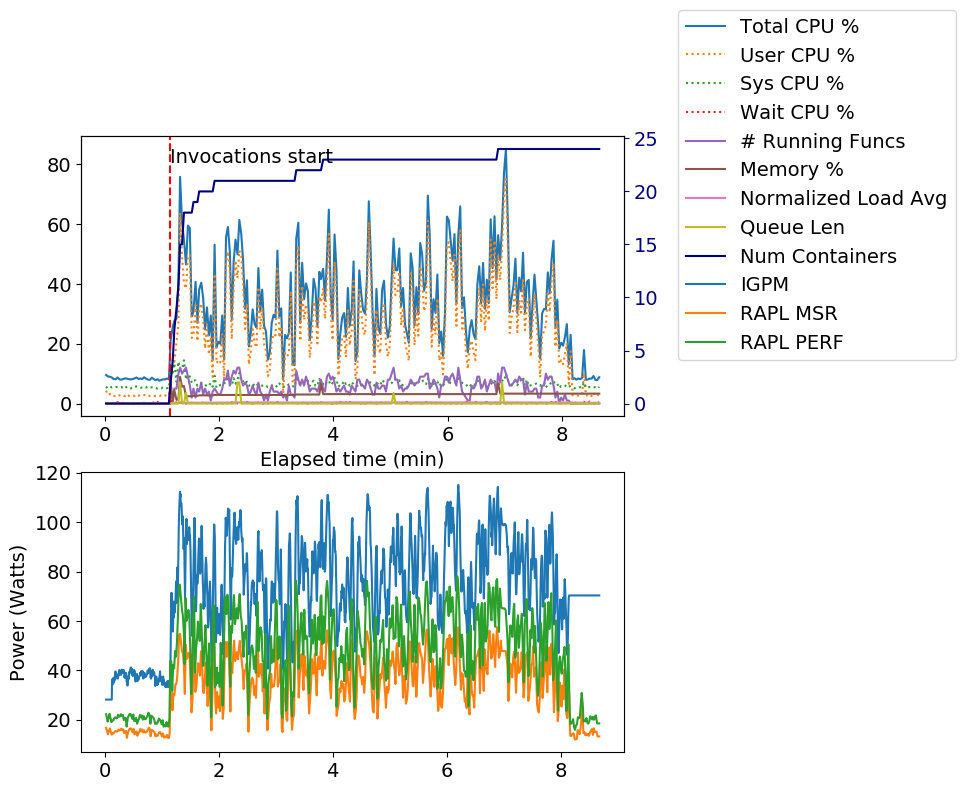 Total CPU %
User CPU %
Sys CPU %
Wait CPU %
# Running Funcs
Memory %
Normalized Load Avg
Queue Len
Num Containers
IGPM
RAPL MSR
RAPL PERF
Invocations start
80
60
40
20
0
25
20
15
10
5
0
0 2 4 6 8
Elapsed time (min)
Power (Watts)
120
100
80
60
40
20
0 2 4 6 8